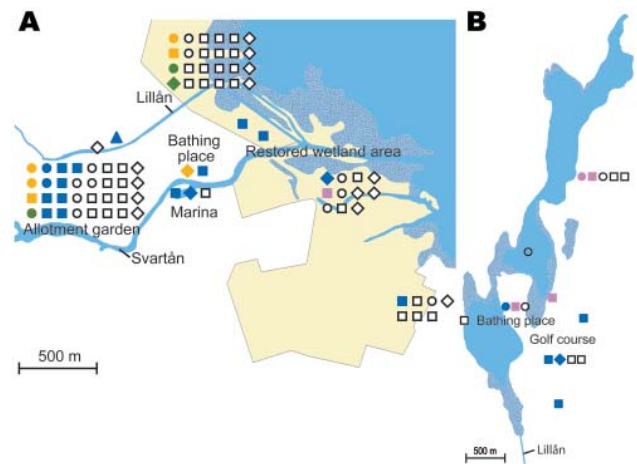 A
B
Lillån
Bathing
place
Restored wetland area
Marina
Allotment garden
Svartån
500 m
Bathing place
Golf course
500 m
Lillån